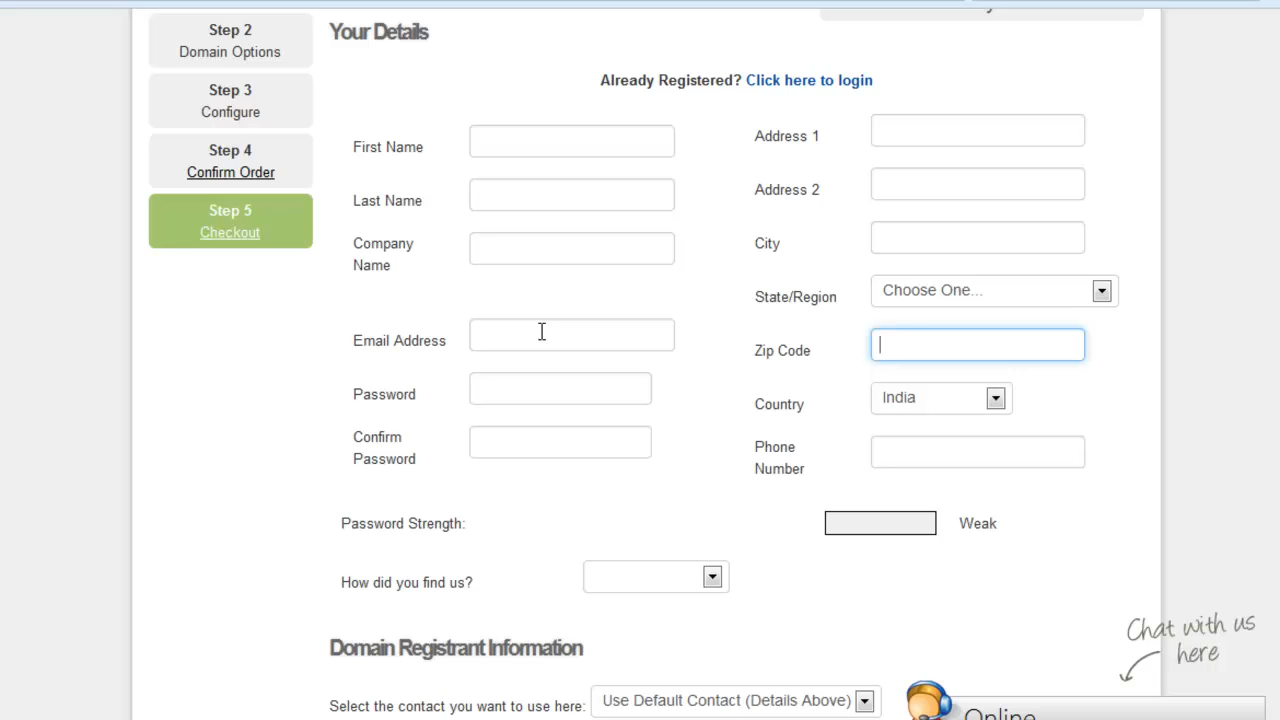 Step 2
Domain Options
Step 3
Configure
Step 4
Confirm Order
Step 5
Checkout
Your Details
Already Registered? Click here to login
First Name
Last Name
Company
Name
Email Address
Password
Confirm
Password
Address 1
Address 2
City
State/Region
Choose One...
Zip Code
Country
India
Phone
Number
Password Strength:
Weak
How did you find us?
Domain Registrant Information
Select the contact you want to use here:
Use Default Contact (Details Above)
Chat with us
here
Online